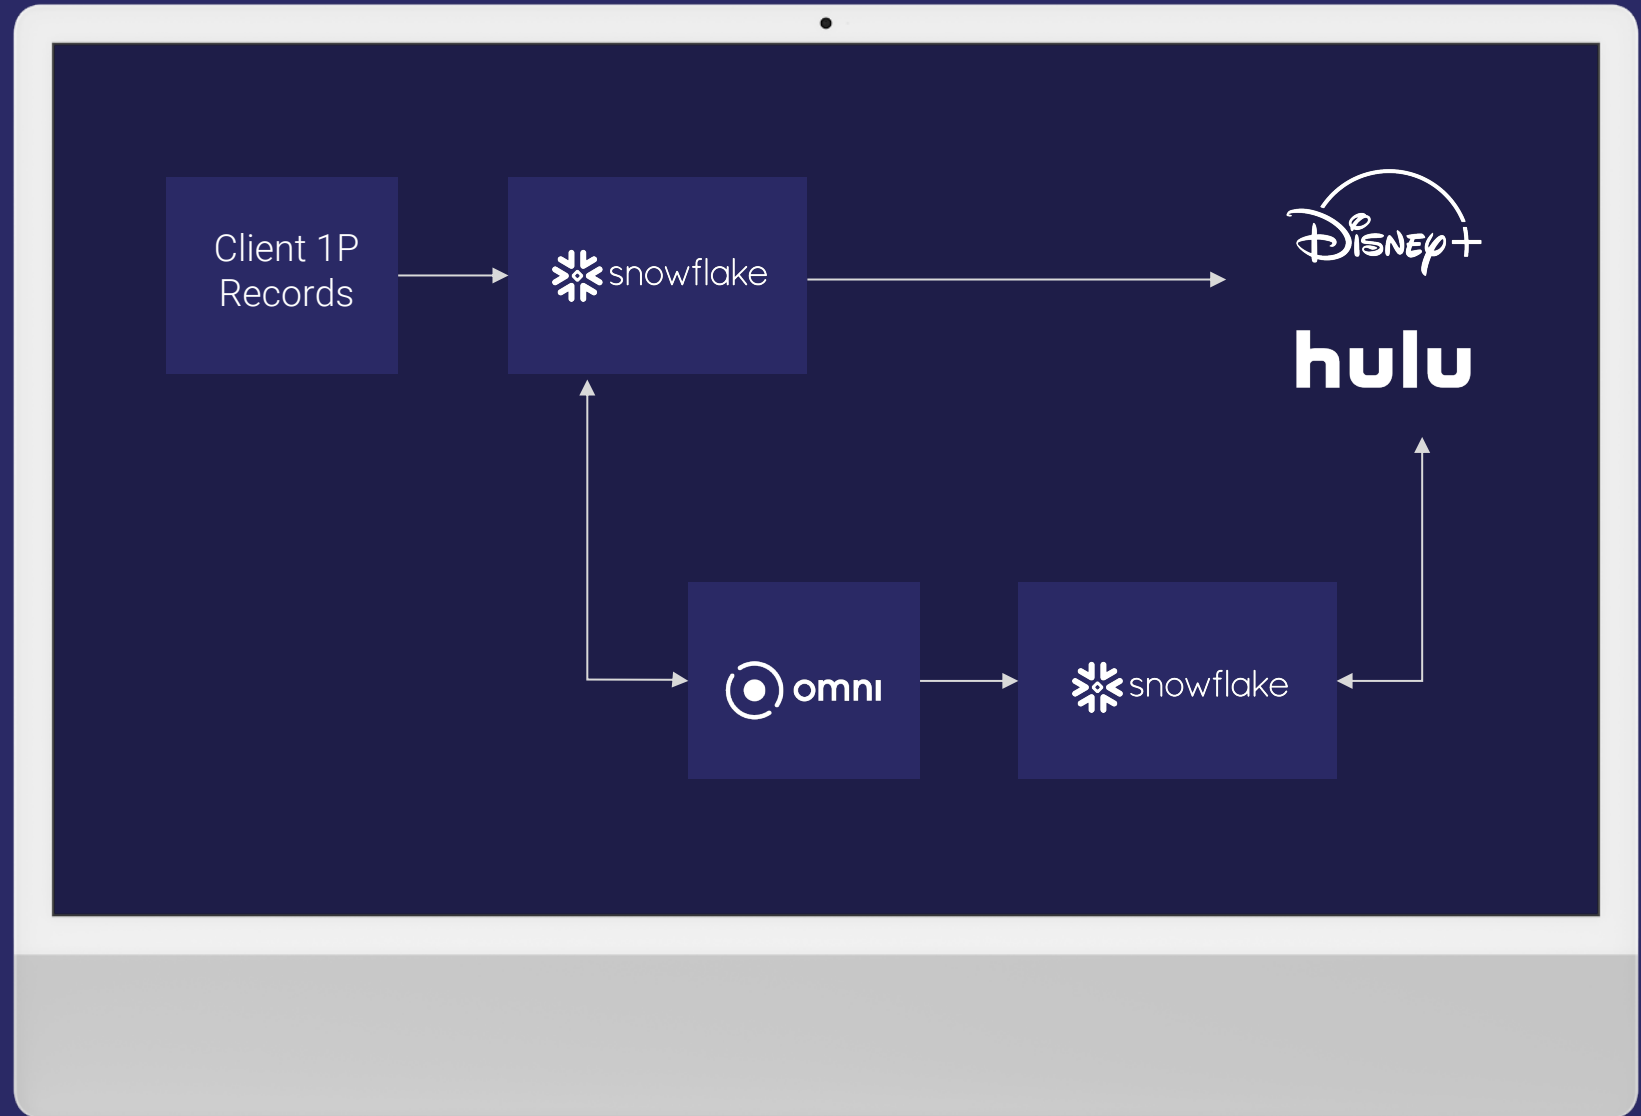 Client 1P
Records
snowflake
Disney+
hulu
omni
snowflake